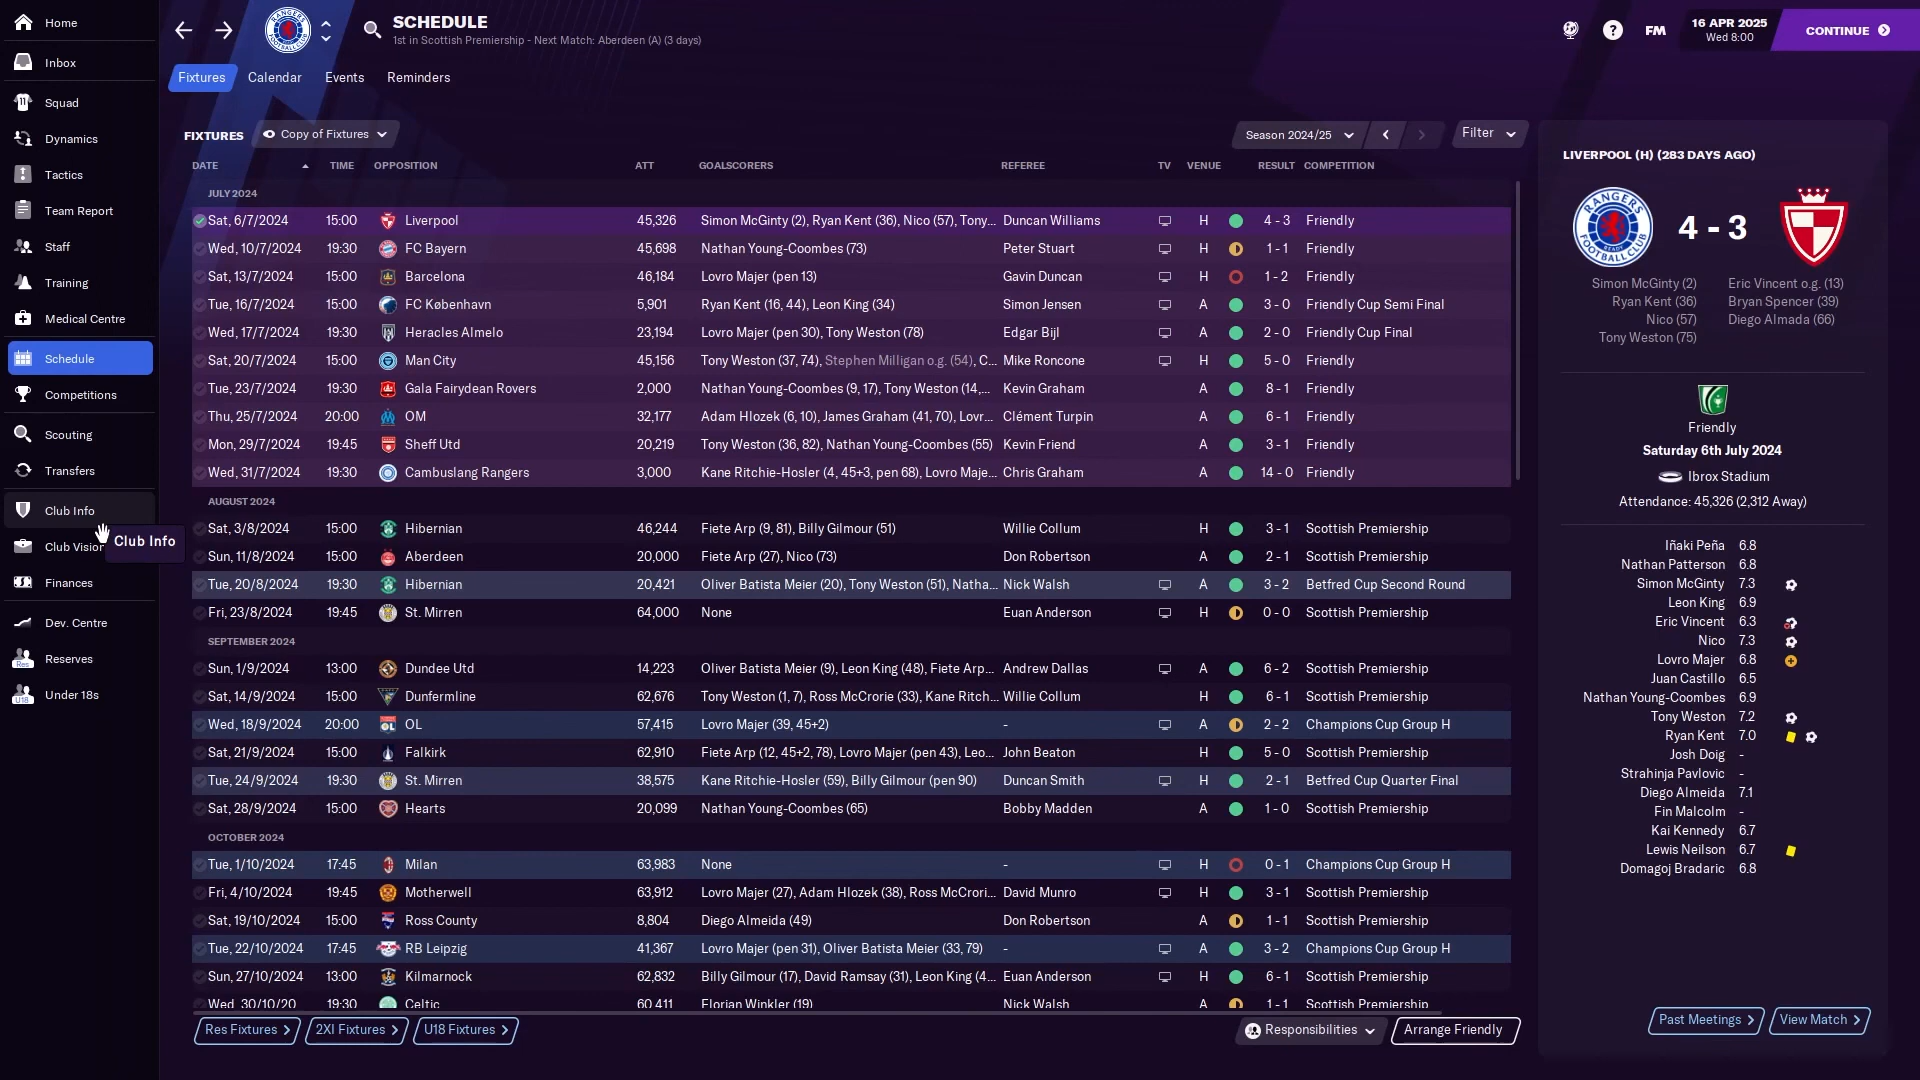 Home
Inbox
Squad
Dynamics
Tactics
Team Report
Staff
Training
Medical Centre
Schedule
Competitions
Scouting
Transfers
Club Info
Club Vision
Club Info
Finances
Dev. Centre
Reserves
Under 18s
SCHEDULE
1st in Scottish Premiership - Next Match: Aberdeen (A) (3 days)
FM
16 APR 2025
Wed 8:00
CONTINUE
Fixtures Calendar Events Reminders
FIXTURES Copy of Fixtures Season 2024/25 Filter
DATE TIME OPPOSITION ATT GOALSCORERS REFEREE TV VENUE RESULT COMPETITION
JULY 2024
Sat, 6/7/2024 15:00 Liverpool 45,326 Simon McGinty (2), Ryan Kent (36), Nico (57), Tony... Duncan Williams H 4 - 3 Friendly
Wed, 10/7/2024 19:30 FC Bayern 45,698 Nathan Young-Coombes (73) Peter Stuart H 1 - 1 Friendly
Sat, 13/7/2024 15:00 Barcelona 46,184 Lovro Majer (pen 13) Gavin Duncan H 1 - 2 Friendly
Tue, 16/7/2024 15:00 FC København 5,901 Ryan Kent (16, 44), Leon King (34) Simon Jensen A 3 - 0 Friendly Cup Semi Final
Wed, 17/7/2024 19:30 Heracles Almelo 23,194 Lovro Majer (pen 30), Tony Weston (78) Edgar Bijl A 2 - 0 Friendly Cup Final
Sat, 20/7/2024 15:00 Man City 45,156 Tony Weston (37, 74), Stephen Milligan o.g. (54), C... Mike Roncone H 5 - 0 Friendly
Tue, 23/7/2024 19:30 Gala Fairydean Rovers 2,000 Nathan Young-Coombes (9, 17), Tony Weston (14,... Kevin Graham A 8 - 1 Friendly
Thu, 25/7/2024 20:00 OM 32,177 Adam Hlozek (6, 10), James Graham (41, 70), Lovr... Clément Turpin A 6 - 1 Friendly
Mon, 29/7/2024 19:45 Sheff Utd 20,219 Tony Weston (36, 82), Nathan Young-Coombes (55) Kevin Friend A 3 - 1 Friendly
Wed, 31/7/2024 19:30 Cambuslang Rangers 3,000 Kane Ritchie-Hosler (4, 45+3, pen 68), Lovro Maje... Chris Graham A 14 - 0 Friendly
AUGUST 2024
Sat, 3/8/2024 15:00 Hibernian 46,244 Fiete Arp (9, 81), Billy Gilmour (51) Willie Collum H 3 - 1 Scottish Premiership
Sun, 11/8/2024 15:00 Aberdeen 20,000 Fiete Arp (27), Nico (73) Don Robertson A 2 - 1 Scottish Premiership
Tue, 20/8/2024 19:30 Hibernian 20,421 Oliver Batista Meier (20), Tony Weston (51), Natha... Nick Walsh A 3 - 2 Betfred Cup Second Round
Fri, 23/8/2024 19:45 St. Mirren 64,000 None Euan Anderson H 0 - 0 Scottish Premiership
SEPTEMBER 2024
Sun, 1/9/2024 13:00 Dundee Utd 14,223 Oliver Batista Meier (9), Leon King (48), Fiete Arp... Andrew Dallas A 6 - 2 Scottish Premiership
Sat, 14/9/2024 15:00 Dunfermline 62,676 Tony Weston (1, 7), Ross McCrorie (33), Kane Ritch... Willie Collum H 6 - 1 Scottish Premiership
Wed, 18/9/2024 20:00 OL 57,415 Lovro Majer (39, 45+2) - A 2 - 2 Champions Cup Group H
Sat, 21/9/2024 15:00 Falkirk 62,910 Fiete Arp (12, 45+2, 78), Lovro Majer (pen 43), Leo... John Beaton H 5 - 0 Scottish Premiership
Tue, 24/9/2024 19:30 St. Mirren 38,575 Kane Ritchie-Hosler (59), Billy Gilmour (pen 90) Duncan Smith H 2 - 1 Betfred Cup Quarter Final
Sat, 28/9/2024 15:00 Hearts 20,099 Nathan Young-Coombes (65) Bobby Madden A 1 - 0 Scottish Premiership
OCTOBER 2024
Tue, 1/10/2024 17:45 Milan 63,983 None - H 0 - 1 Champions Cup Group H
Fri, 4/10/2024 19:45 Motherwell 63,912 Lovro Majer (27), Adam Hlozek (38), Ross McCrori... David Munro H 3 - 1 Scottish Premiership
Sat, 19/10/2024 15:00 Ross County 8,804 Diego Almeida (49) Don Robertson A 1 - 1 Scottish Premiership
Tue, 22/10/2024 17:45 RB Leipzig 41,367 Lovro Majer (pen 31), Oliver Batista Meier (33, 79) - A 3 - 2 Champions Cup Group H
Sun, 27/10/2024 13:00 Kilmarnock 62,832 Billy Gilmour (17), David Ramsay (31), Leon King (4... Euan Anderson H 6 - 1 Scottish Premiership
Wed, 30/10/20 19:30 Celtic 60,411 Florian Winkler (19) Nick Walsh A 1 - 1 Scottish Premiership
Res Fixtures 2XI Fixtures U18 Fixtures Responsibilities Arrange Friendly
LIVERPOOL (H) (283 DAYS AGO)
RANGERS
FOOTBALL CLUB
4 - 3
Simon McGinty (2) Eric Vincent o.g. (13)
Ryan Kent (36) Bryan Spencer (39)
Nico (57) Diego Almada (66)
Tony Weston (75)
Friendly
Saturday 6th July 2024
Ibrox Stadium
Attendance: 45,326 (2,312 Away)
Iñaki Peña 6.8
Nathan Patterson 6.8
Simon McGinty 7.3
Leon King 6.9
Eric Vincent 6.3
Nico 7.3
Lovro Majer 6.8
Juan Castillo 6.5
Nathan Young-Coombes 6.9
Tony Weston 7.2
Ryan Kent 7.0
Josh Doig -
Strahinja Pavlovic -
Diego Almeida 7.1
Fin Malcolm -
Kai Kennedy 6.7
Lewis Neilson 6.7
Domagoj Bradaric 6.8
Past Meetings View Match